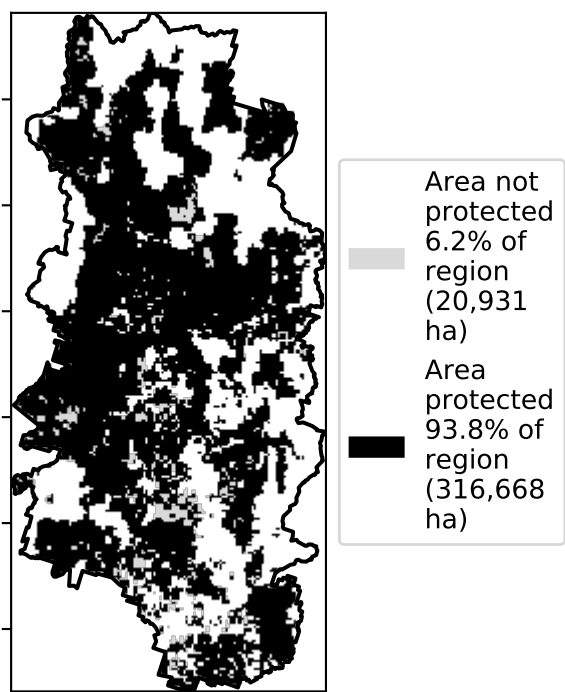 Area not
protected
6.2% of
region
(20,931
ha)
Area
protected
93.8% of
region
(316,668
ha)